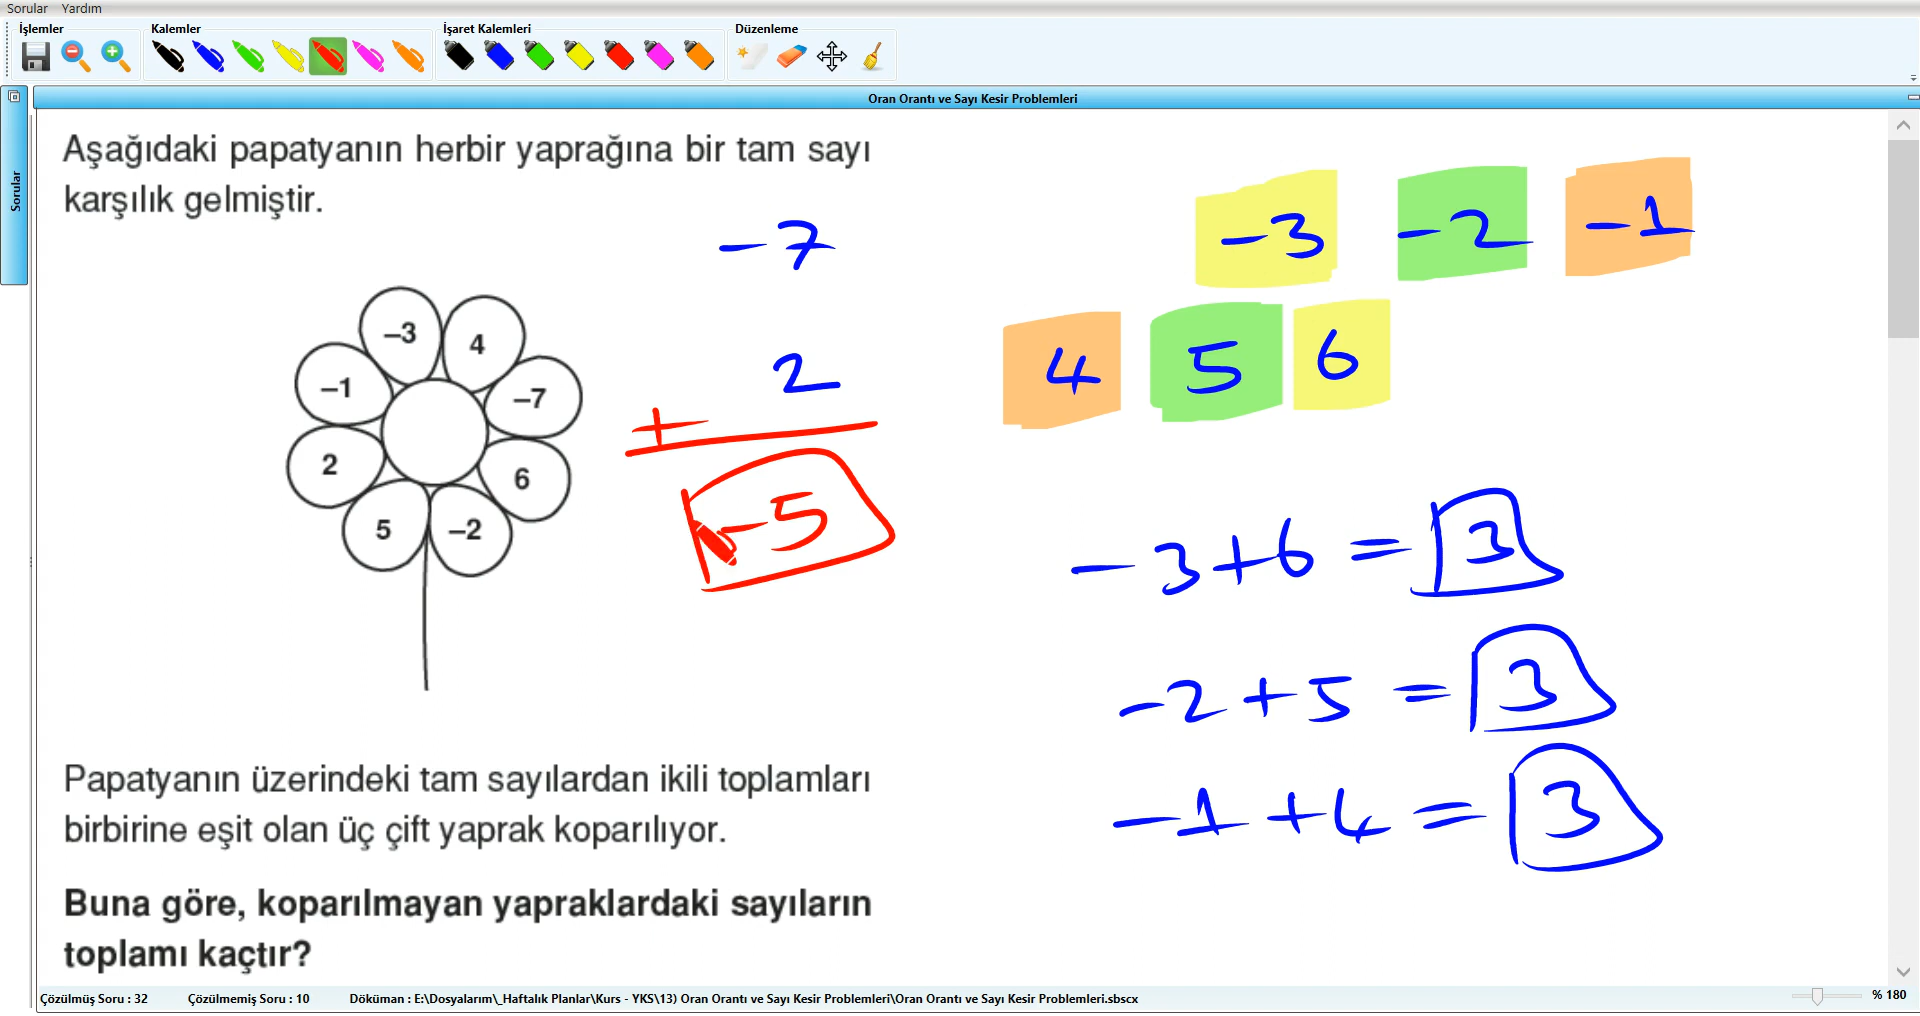 Sorular Yardım
İşlemler Kalemler İşaret Kalemleri Düzenleme
Oran Orantı ve Sayı Kesir Problemleri
Sorular
Aşağıdaki papatyanın herbir yaprağına bir tam sayı
karşılık gelmiştir.
-7
2
+
-5
-3 -2 -1
4 5 6
–3 4
–1 –7
2 6
5 –2
-3+6 = 3
-2+5 = 3
-1+4 = 3
Papatyanın üzerindeki tam sayılardan ikili toplamları
birbirine eşit olan üç çift yaprak koparılıyor.
Buna göre, koparılmayan yapraklardaki sayıların
toplamı kaçtır?
Çözülmüş Soru : 32 Çözülmemiş Soru : 10 Döküman : E:\Dosyalarım\_Haftalık Planlar\Kurs - YKS\13) Oran Orantı ve Sayı Kesir Problemleri\Oran Orantı ve Sayı Kesir Problemleri.sbscx % 180